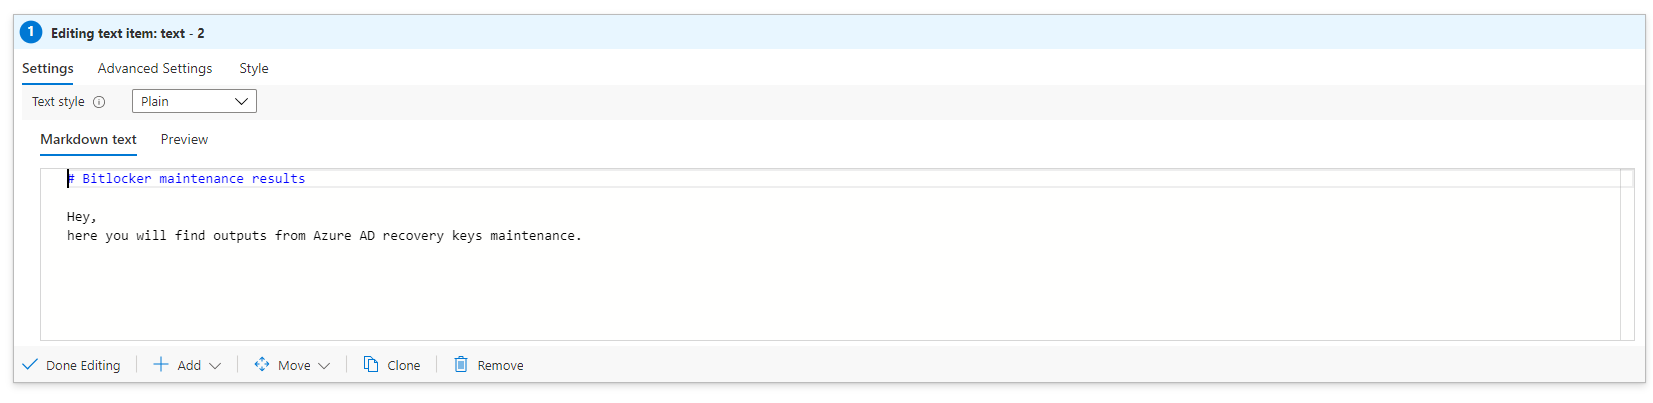 1 Editing text item: text - 2
Settings Advanced Settings Style
Text style Plain
Markdown text Preview
# Bitlocker maintenance results
Hey,
here you will find outputs from Azure AD recovery keys maintenance.
Done Editing Add Move Clone Remove